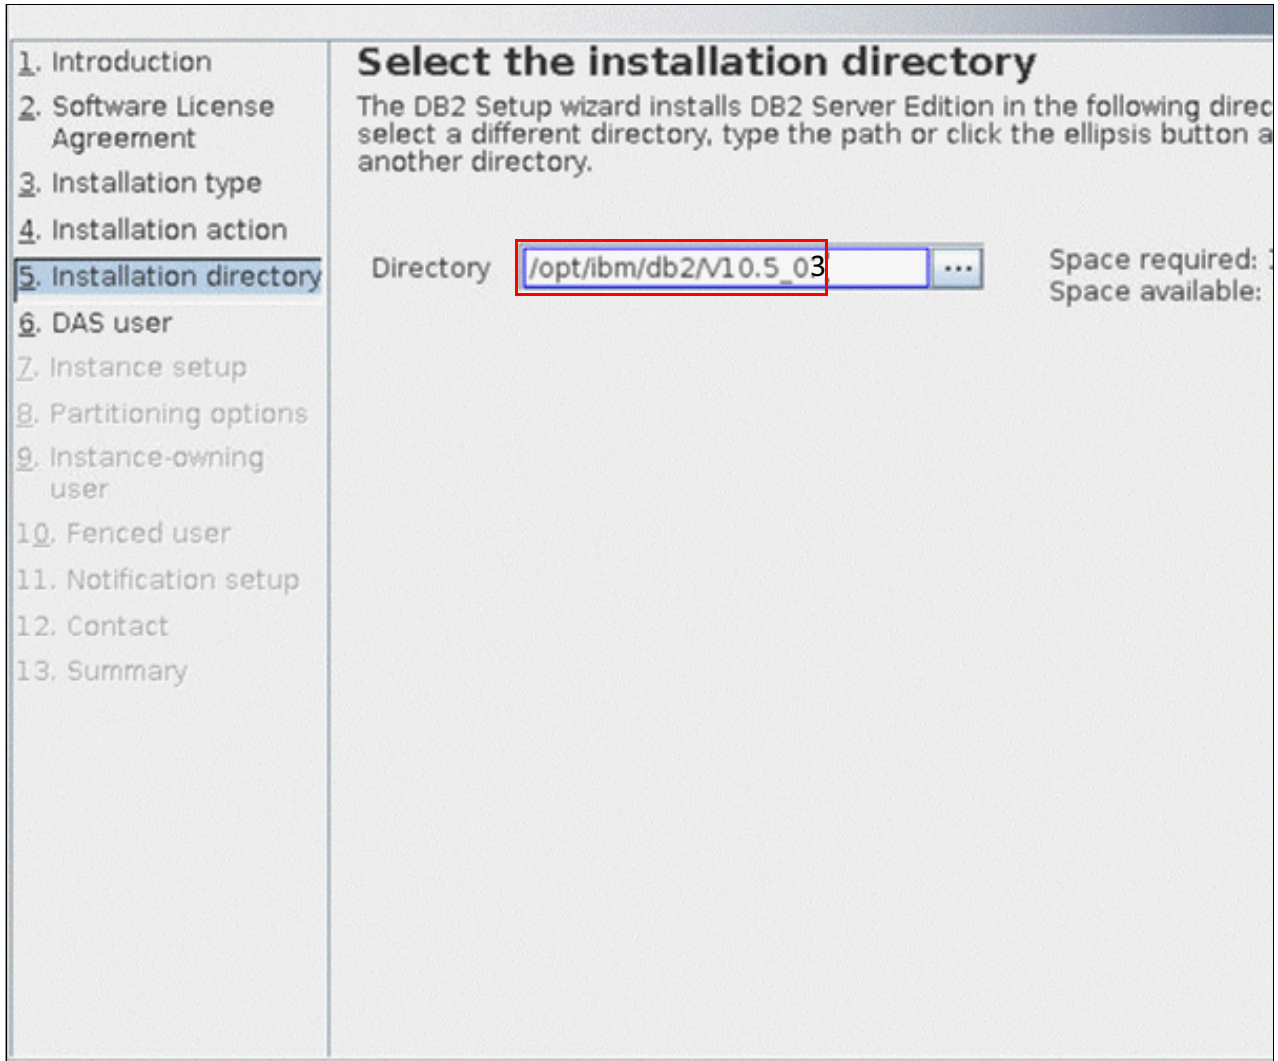 1. Introduction
2. Software License
Agreement
3. Installation type
4. Installation action
5. Installation directory
6. DAS user
7. Instance setup
8. Partitioning options
9. Instance-owning
user
10. Fenced user
11. Notification setup
12. Contact
13. Summary
Select the installation directory
The DB2 Setup wizard installs DB2 Server Edition in the following direc
select a different directory, type the path or click the ellipsis button a
another directory.
Directory /opt/ibm/db2/V10.5_03 ...
Space required:
Space available: